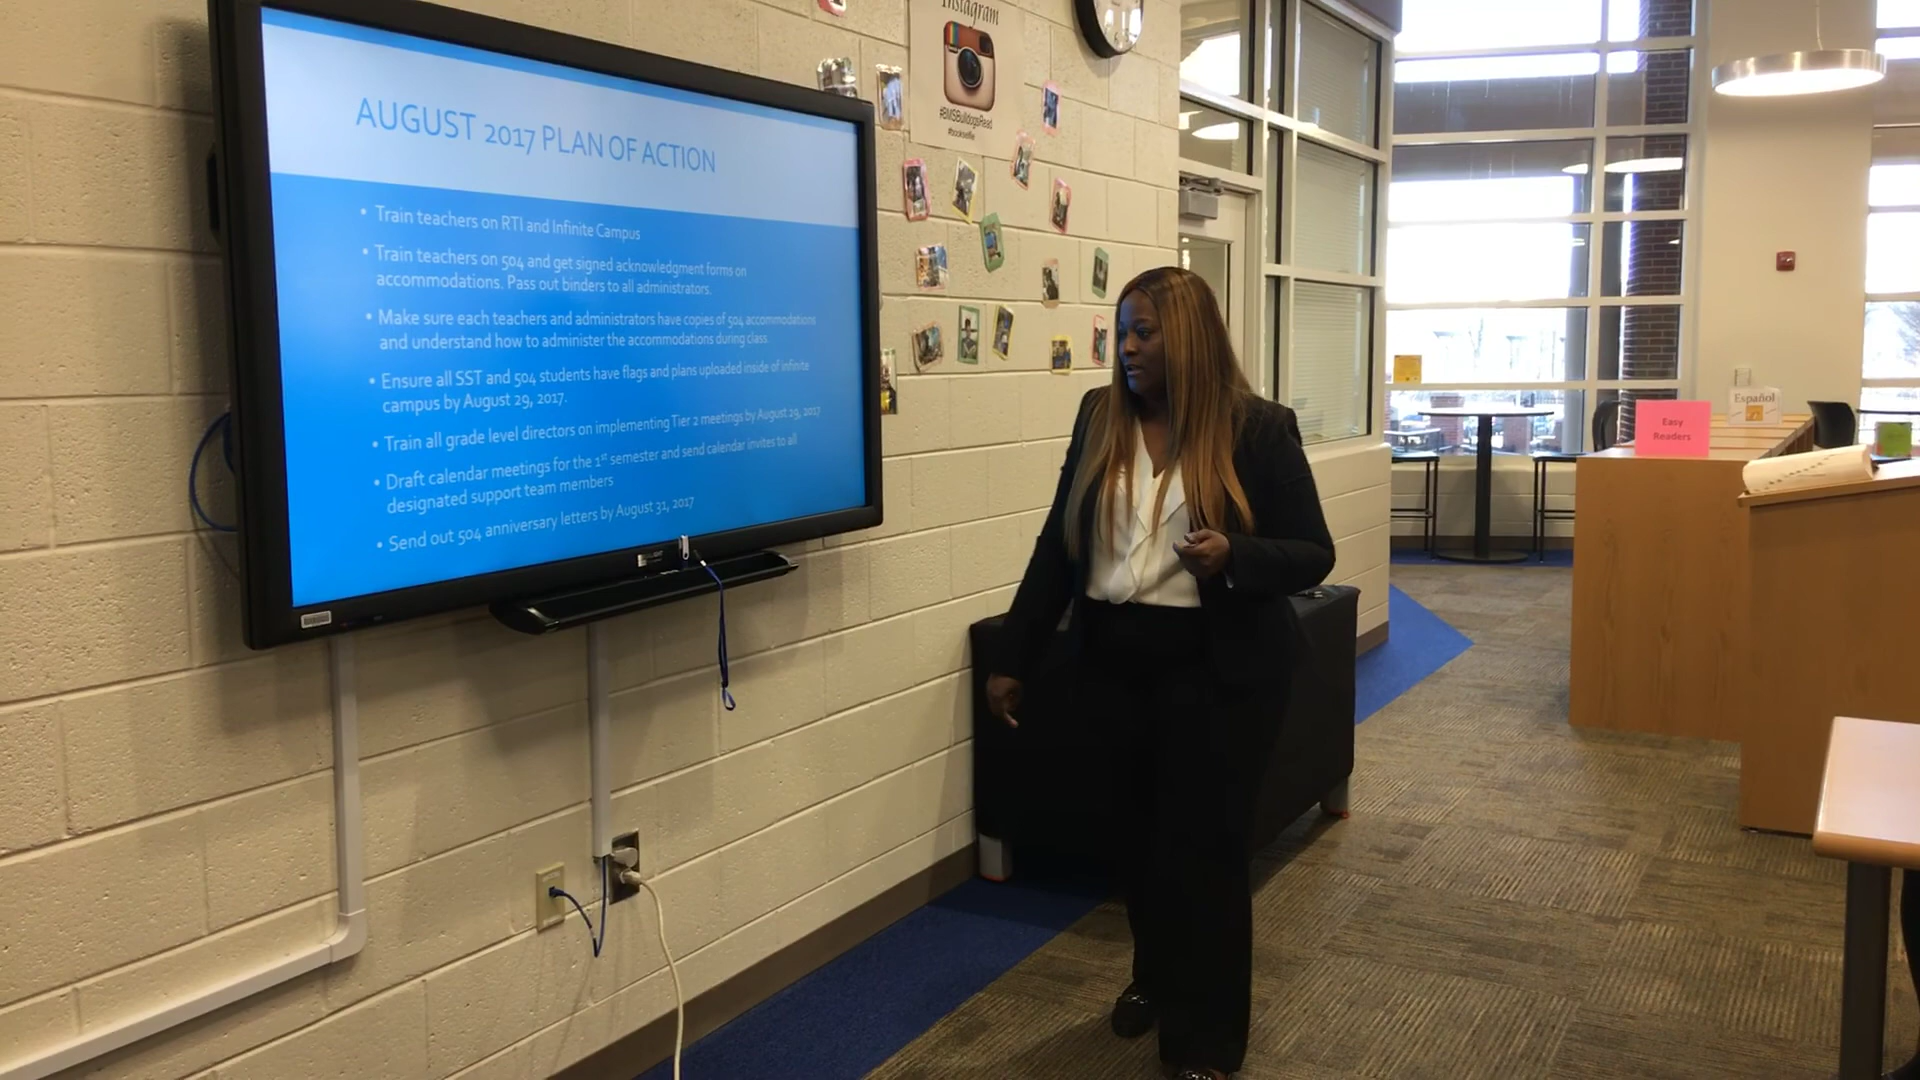 AUGUST 2017 PLAN OF ACTION
• Train teachers on RTI and Infinite Campus
• Train teachers on 504 and get signed acknowledgment forms on
accommodations. Pass out binders to all administrators.
• Make sure each teachers and administrators have copies of 504 accommodations
and understand how to administer the accommodations during class
• Ensure all SST and 504 students have flags and plans uploaded inside of infinite
campus by August 29, 2017.
• Train all grade level directors on implementing Tier 2 meetings by August 29, 2017
• Draft calendar meetings for the 1st semester and send calendar invites to all
designated support team members
• Send out 504 anniversary letters by August 31, 2017
Instagram
#BMSBulldogsRead
#bookselfie
Easy
Readers
Español